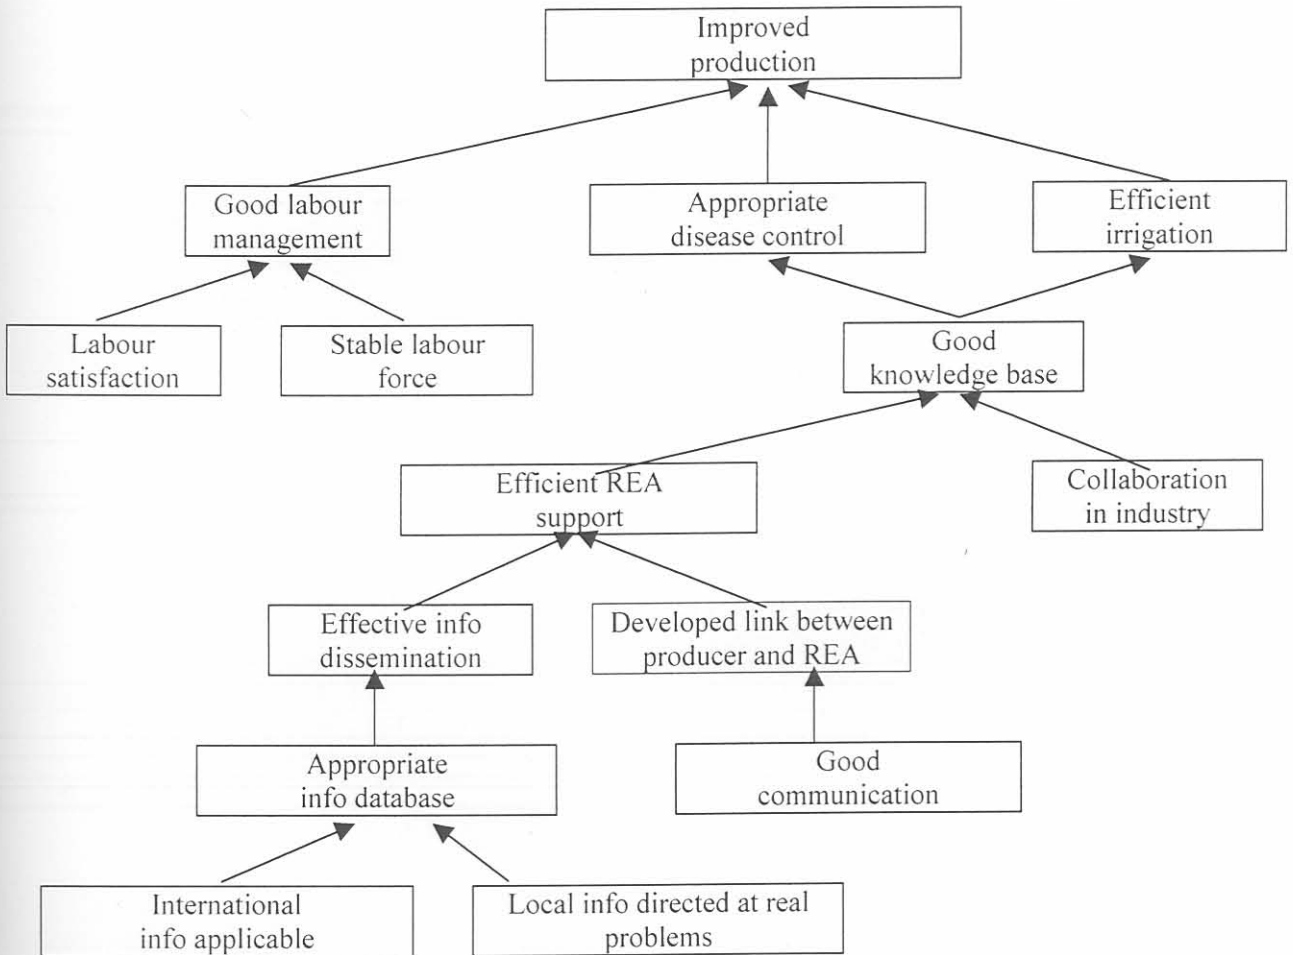 Improved
production
Good labour
management
Appropriate
disease control
Efficient
irrigation
Labour
satisfaction
Stable labour
force
Good
knowledge base
Efficient REA
support
Collaboration
in industry
Effective info
dissemination
Developed link between
producer and REA
Appropriate
info database
Good
communication
International
info applicable
Local info directed at real
problems